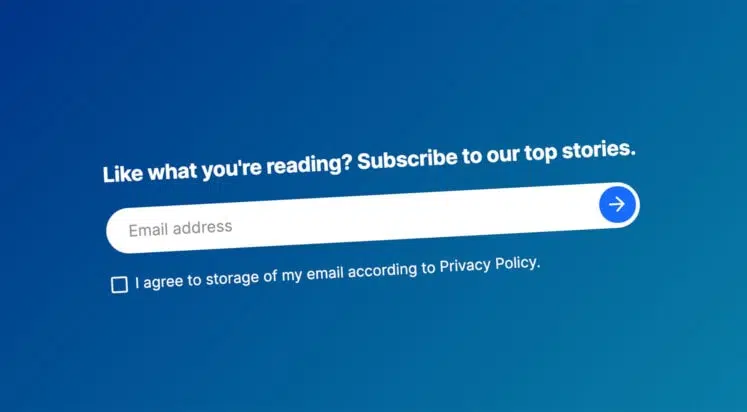 Like what you're reading? Subscribe to our top stories.
Email address
I agree to storage of my email according to Privacy Policy.